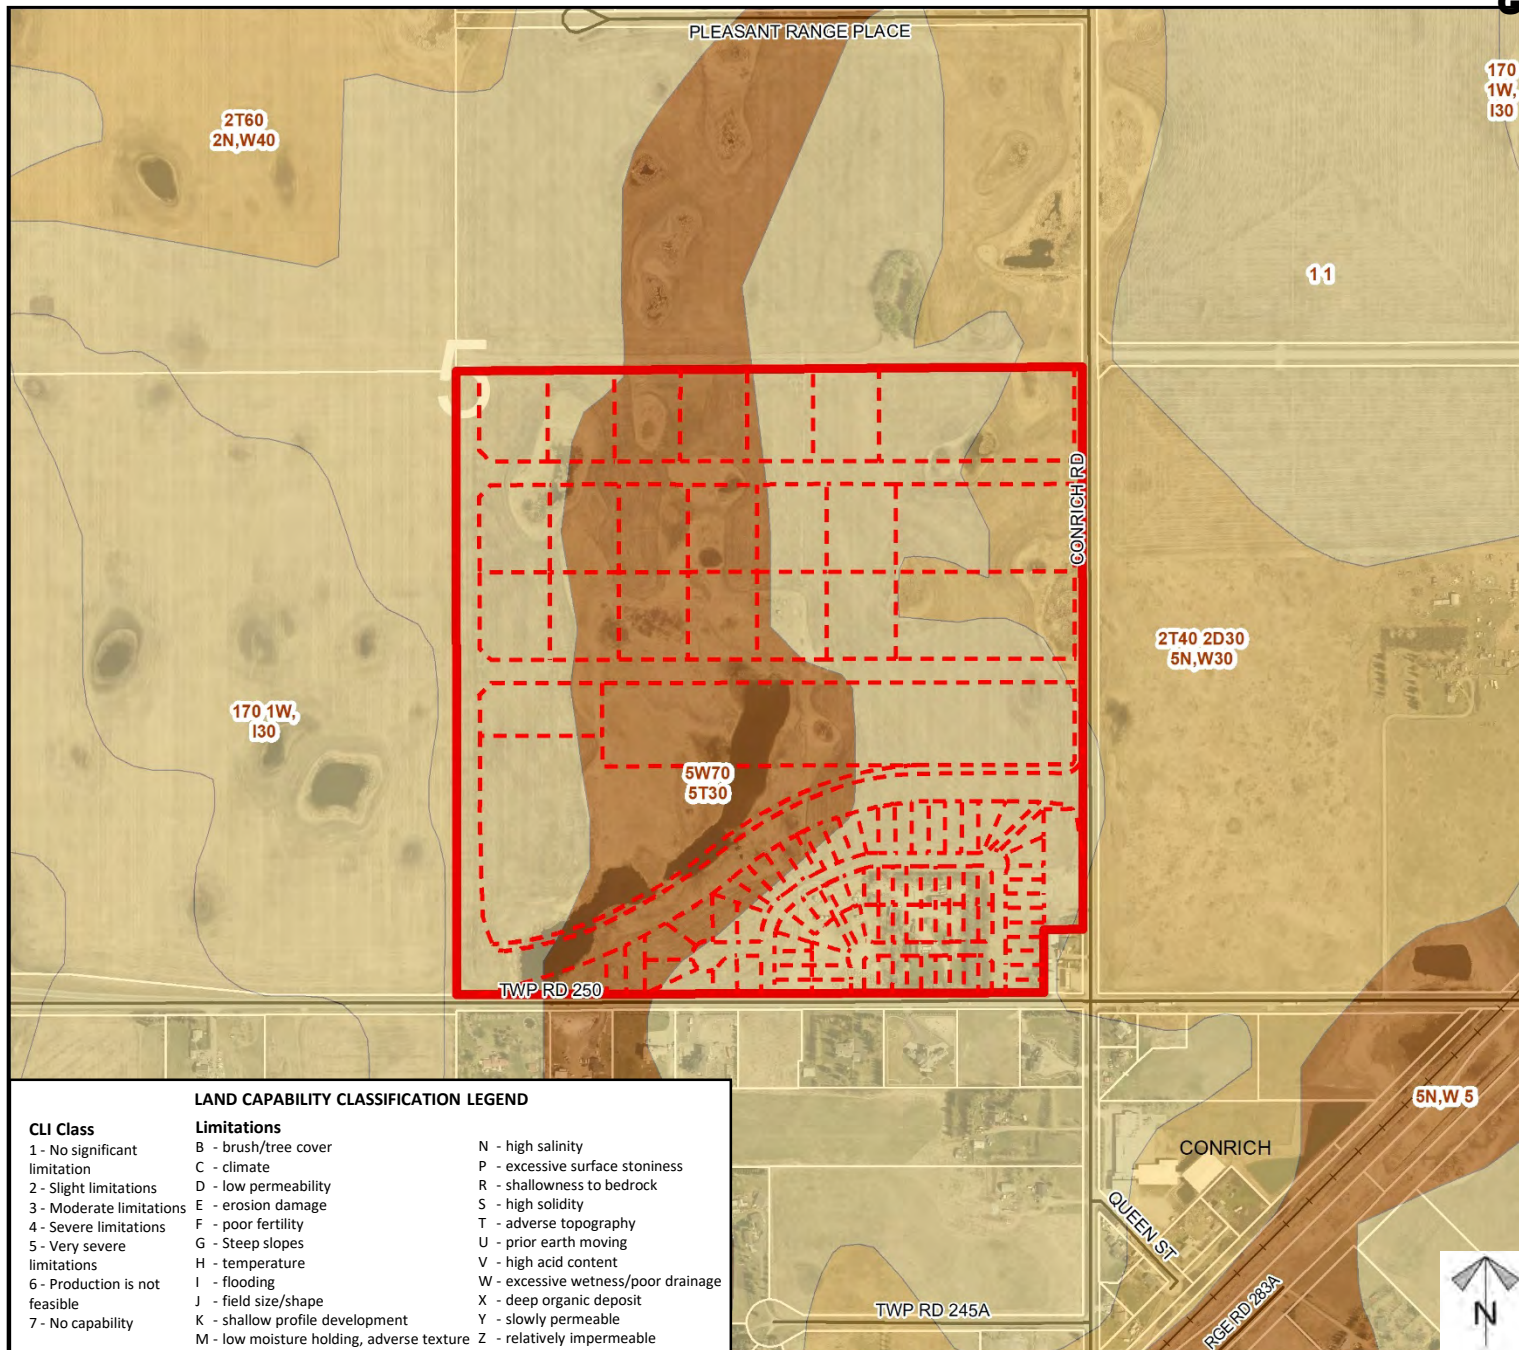 PLEASANT RANGE PLACE
170
1W,
I30
2T60
2N,W40
1 1
5
CONRICH RD
2T40 2D30
5N,W30
170 1W,
I30
5W70
5T30
TWP RD 250
5N,W 5
CONRICH
QUEEN ST
TWP RD 245A
RGE RD 283A
N
LAND CAPABILITY CLASSIFICATION LEGEND
CLI Class
1 - No significant
limitation
2 - Slight limitations
3 - Moderate limitations
4 - Severe limitations
5 - Very severe
limitations
6 - Production is not
feasible
7 - No capability
Limitations
B - brush/tree cover
C - climate
D - low permeability
E - erosion damage
F - poor fertility
G - Steep slopes
H - temperature
I - flooding
J - field size/shape
K - shallow profile development
M - low moisture holding, adverse texture
N - high salinity
P - excessive surface stoniness
R - shallowness to bedrock
S - high solidity
T - adverse topography
U - prior earth moving
V - high acid content
W - excessive wetness/poor drainage
X - deep organic deposit
Y - slowly permeable
Z - relatively impermeable